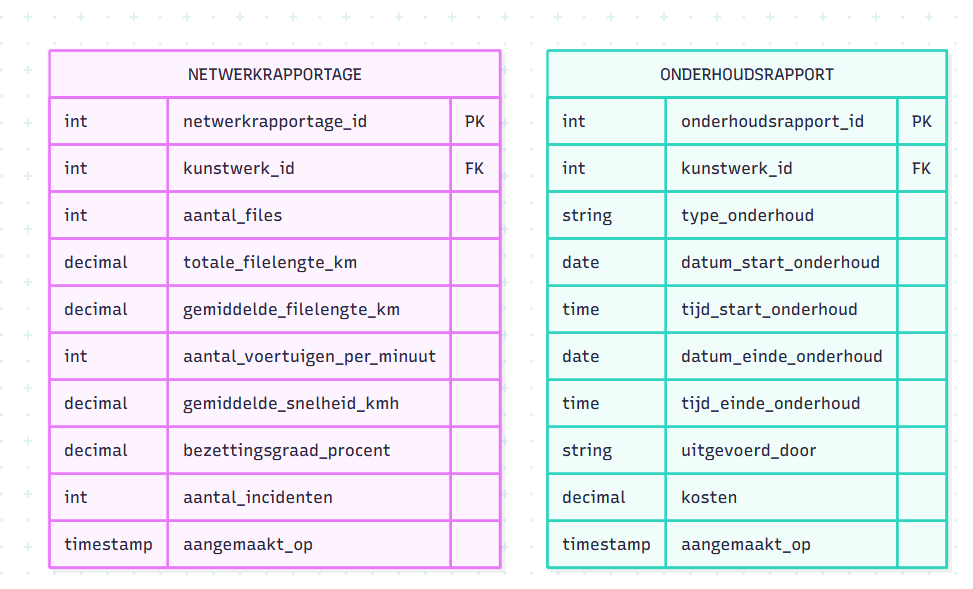 NETWERKRAPPORTAGE
int netwerkrapportage_id PK
int kunstwerk_id FK
int aantal_files
decimal totale_filelengte_km
decimal gemiddelde_filelengte_km
int aantal_voertuigen_per_minuut
decimal gemiddelde_snelheid_kmh
decimal bezettingsgraad_procent
int aantal_incidenten
timestamp aangemaakt_op
ONDERHOUDSRAPPORT
int onderhoudsrapport_id PK
int kunstwerk_id FK
string type_onderhoud
date datum_start_onderhoud
time tijd_start_onderhoud
date datum_einde_onderhoud
time tijd_einde_onderhoud
string uitgevoerd_door
decimal kosten
timestamp aangemaakt_op